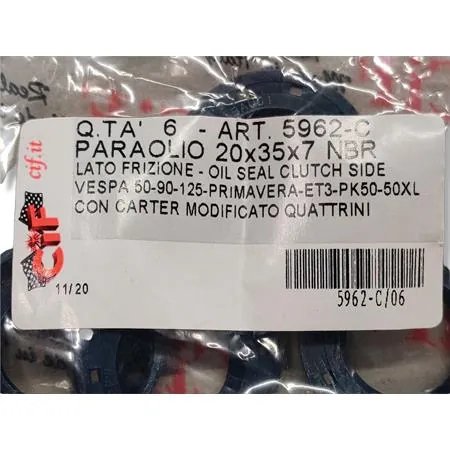 Q.TA' 6 - ART. 5962-C
PARAOLIO 20x35x7 NBR
LATO FRIZIONE - OIL SEAL CLUTCH SIDE
VESPA 50-90-125-PRIMAVERA-ET3-PK50-50XL
CON CARTER MODIFICATO QUATTRINI
cif.it
CIF
11/20
5962-C/06